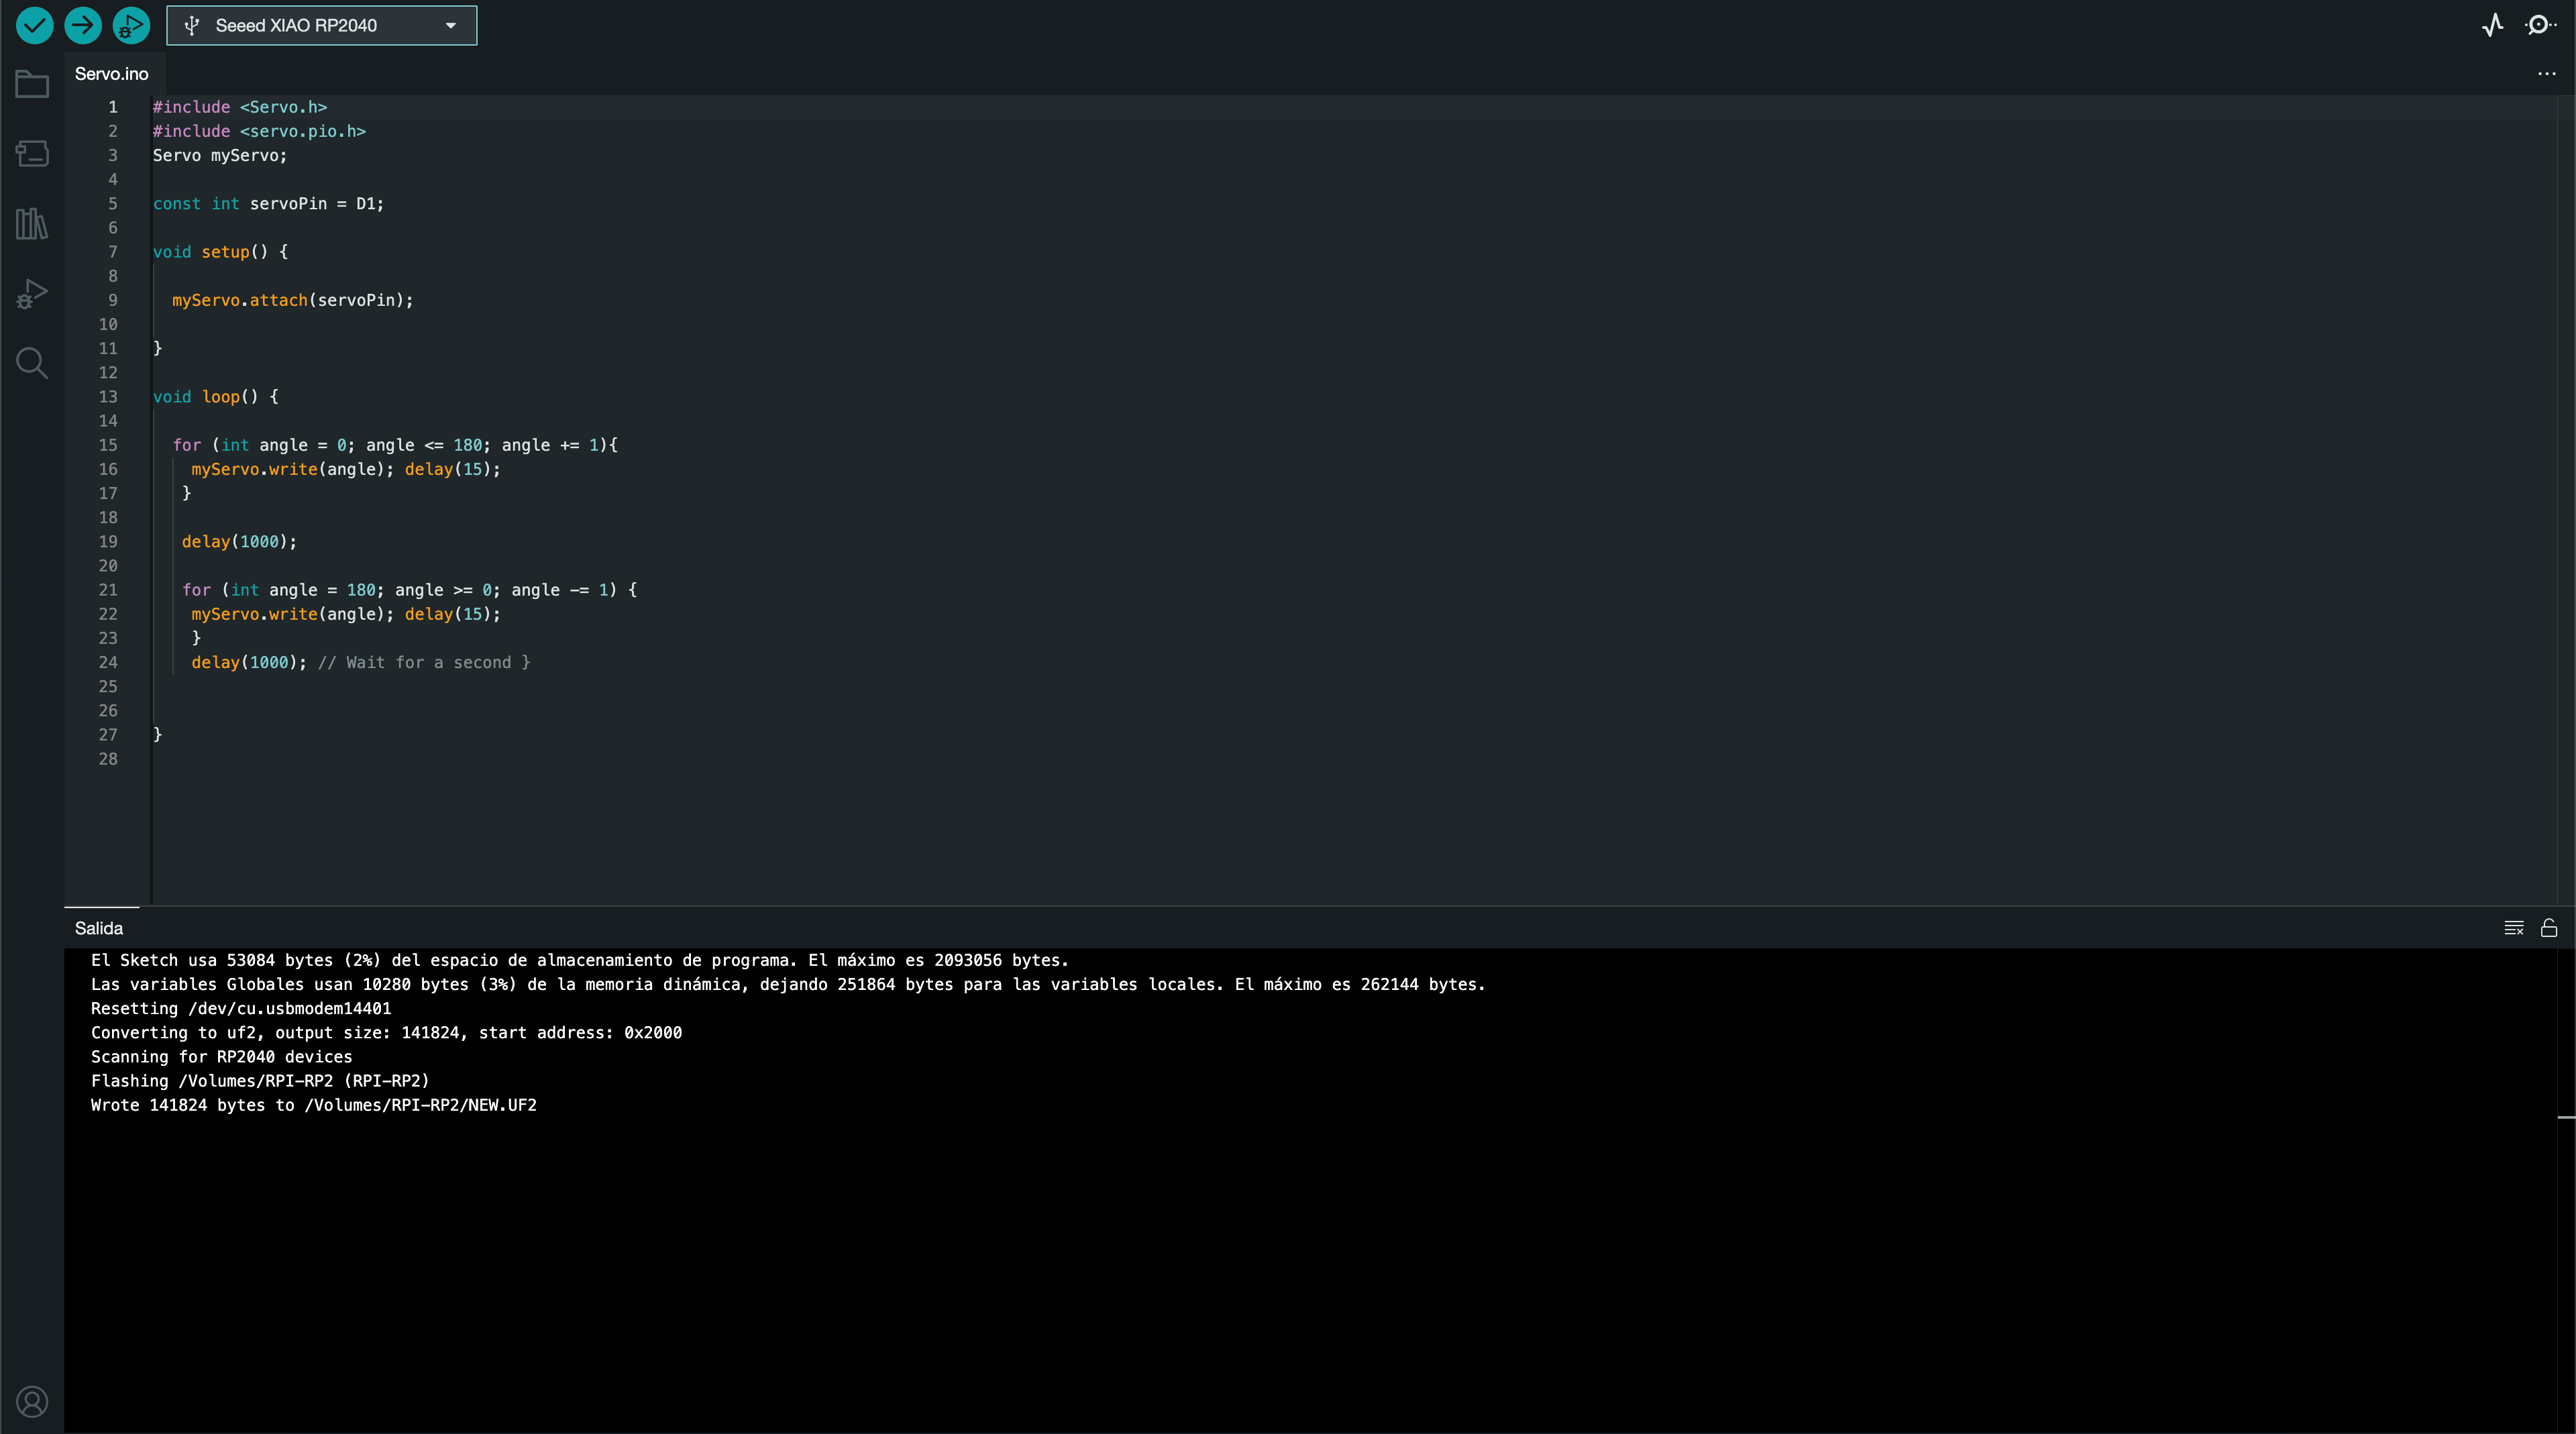 Seeed XIAO RP2040
Servo.ino
1 #include <Servo.h>
2 #include <servo.pio.h>
3 Servo myServo;
4
5 const int servoPin = D1;
6
7 void setup() {
8
9 myServo.attach(servoPin);
10
11 }
12
13 void loop() {
14
15 for (int angle = 0; angle <= 180; angle += 1){
16 myServo.write(angle); delay(15);
17 }
18
19 delay(1000);
20
21 for (int angle = 180; angle >= 0; angle -= 1) {
22 myServo.write(angle); delay(15);
23 }
24 delay(1000); // Wait for a second }
25
26
27 }
28
Salida
El Sketch usa 53084 bytes (2%) del espacio de almacenamiento de programa. El máximo es 2093056 bytes.
Las variables Globales usan 10280 bytes (3%) de la memoria dinámica, dejando 251864 bytes para las variables locales. El máximo es 262144 bytes.
Resetting /dev/cu.usbmodem14401
Converting to uf2, output size: 141824, start address: 0x2000
Scanning for RP2040 devices
Flashing /Volumes/RPI-RP2 (RPI-RP2)
Wrote 141824 bytes to /Volumes/RPI-RP2/NEW.UF2